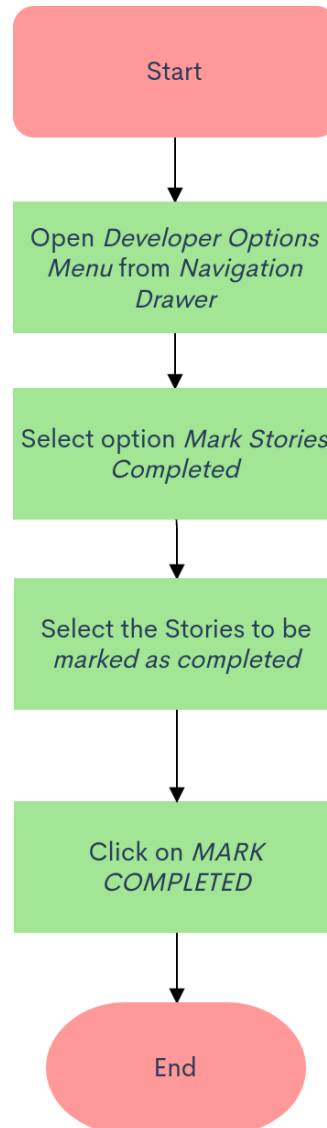 Start
Open Developer Options
Menu from Navigation
Drawer
Select option Mark Stories
Completed
Select the Stories to be
marked as completed
Click on MARK
COMPLETED
End